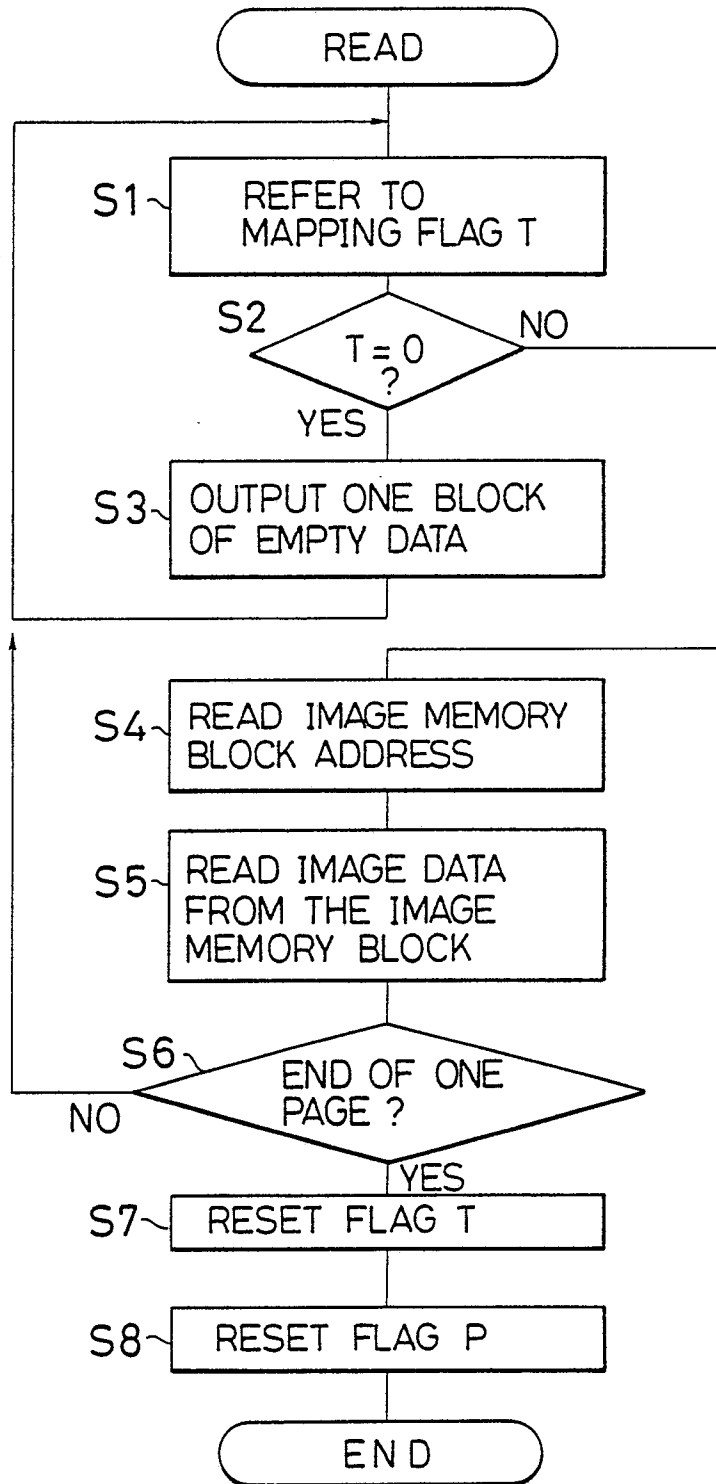 READ
S1
REFER TO
MAPPING FLAG T
S2
T = 0
?
NO
YES
S3
OUTPUT ONE BLOCK
OF EMPTY DATA
S4
READ IMAGE MEMORY
BLOCK ADDRESS
S5
READ IMAGE DATA
FROM THE IMAGE
MEMORY BLOCK
S6
END OF ONE
PAGE ?
NO
YES
S7
RESET FLAG T
S8
RESET FLAG P
END